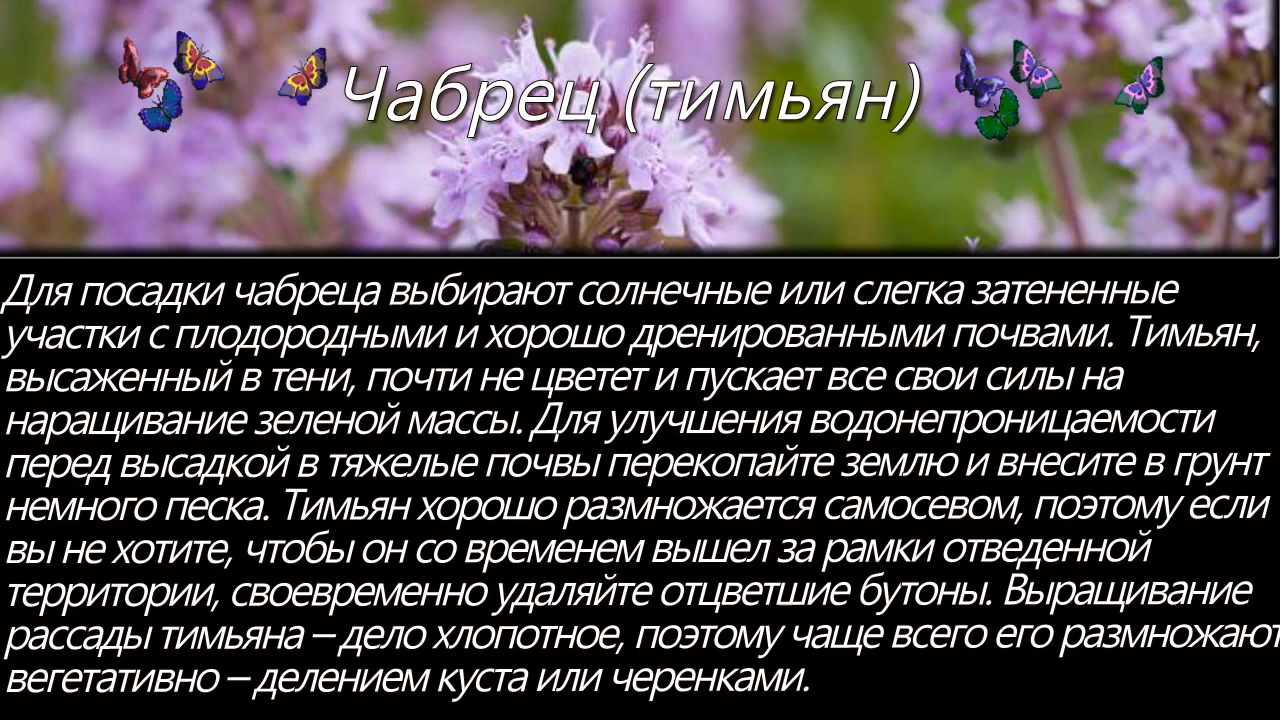 Чабрец (тимьян)
Для посадки чабреца выбирают солнечные или слегка затененные
участки с плодородными и хорошо дренированными почвами. Тимьян,
высаженный в тени, почти не цветет и пускает все свои силы на
наращивание зеленой массы. Для улучшения водонепроницаемости
перед высадкой в тяжелые почвы перекопайте землю и внесите в грунт
немного песка. Тимьян хорошо размножается самосевом, поэтому если
вы не хотите, чтобы он со временем вышел за рамки отведенной
территории, своевременно удаляйте отцветшие бутоны. Выращивание
рассады тимьяна – дело хлопотное, поэтому чаще всего его размножают
вегетативно – делением куста или черенками.